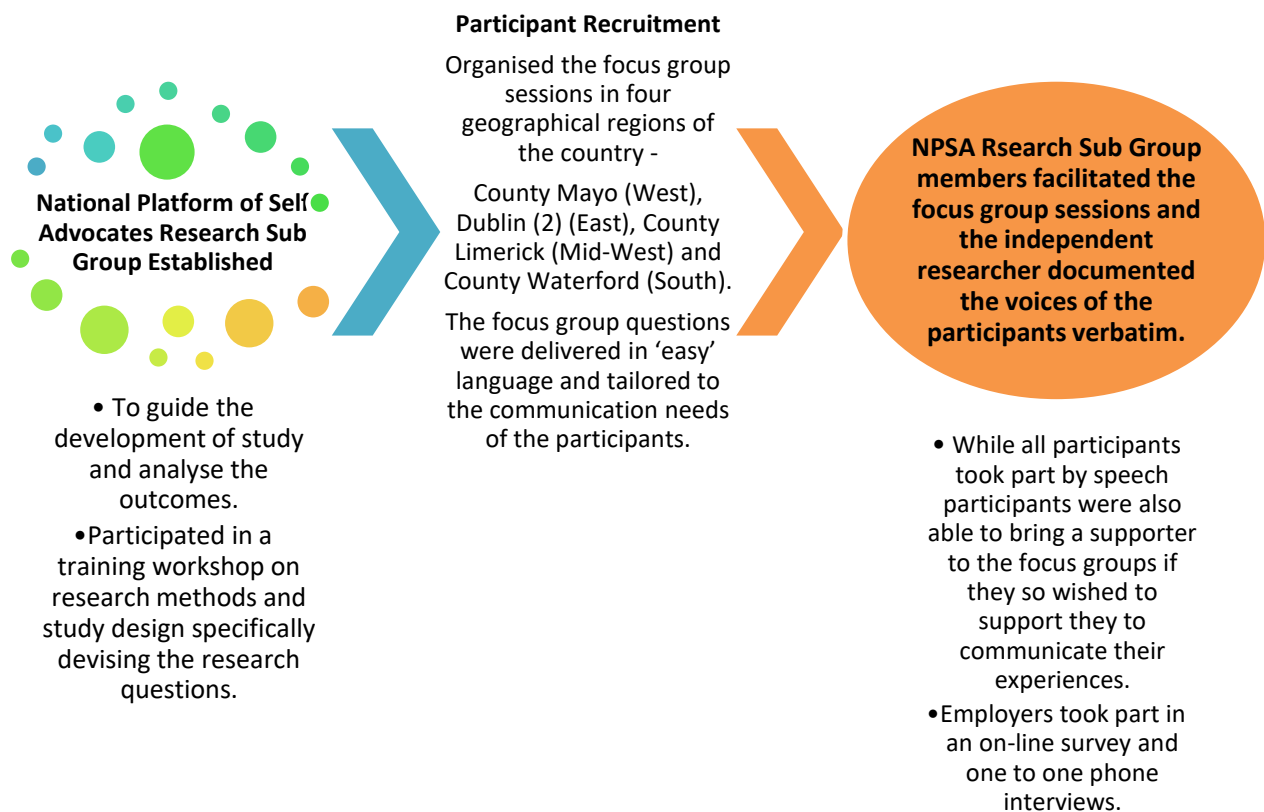 National Platform of Self
Advocates Research Sub
Group Established
• To guide the
development of study
and analyse the
outcomes.
•Participated in a
training workshop on
research methods and
study design specifically
devising the research
questions.
Participant Recruitment
Organised the focus group
sessions in four
geographical regions of
the country -
County Mayo (West),
Dublin (2) (East), County
Limerick (Mid-West) and
County Waterford (South).
The focus group questions
were delivered in ‘easy’
language and tailored to
the communication needs
of the participants.
NPSA Rsearch Sub Group
members facilitated the
focus group sessions and
the independent
researcher documented
the voices of the
participants verbatim.
• While all participants
took part by speech
participants were also
able to bring a supporter
to the focus groups if
they so wished to
support they to
communicate their
experiences.
•Employers took part in
an on-line survey and
one to one phone
interviews.